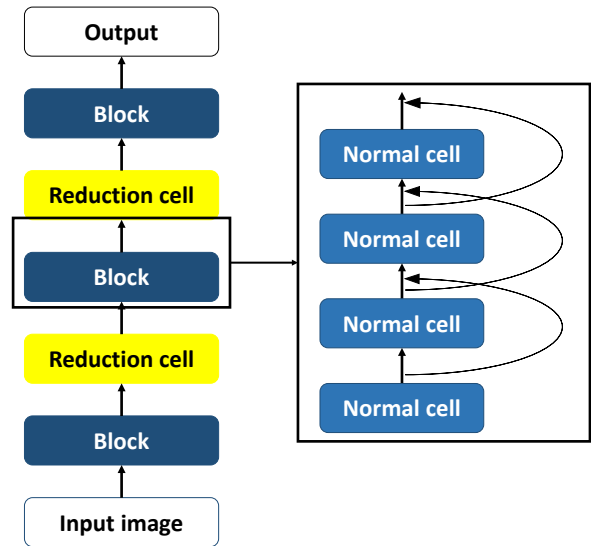 Output
Block
Reduction cell
Block
Reduction cell
Block
Input image
Normal cell
Normal cell
Normal cell
Normal cell